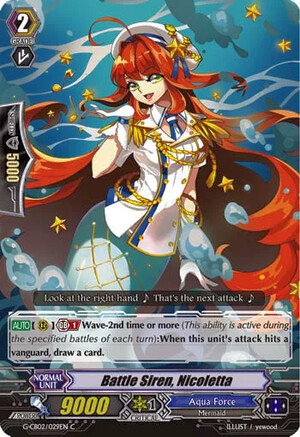 2
GRADE
5000
Look at the right hand ♪ That's the next attack ♪
AUTO 1 Wave-2nd time or more (This ability is active during
the specified battles of each turn):When this unit's attack hits a
vanguard, draw a card.
NORMAL
UNIT
Battle Siren, Nicoletta
POWER
9000
1
CRITICAL
Aqua Force
Mermaid
G-CB02/029EN C
ILLUST / yewood